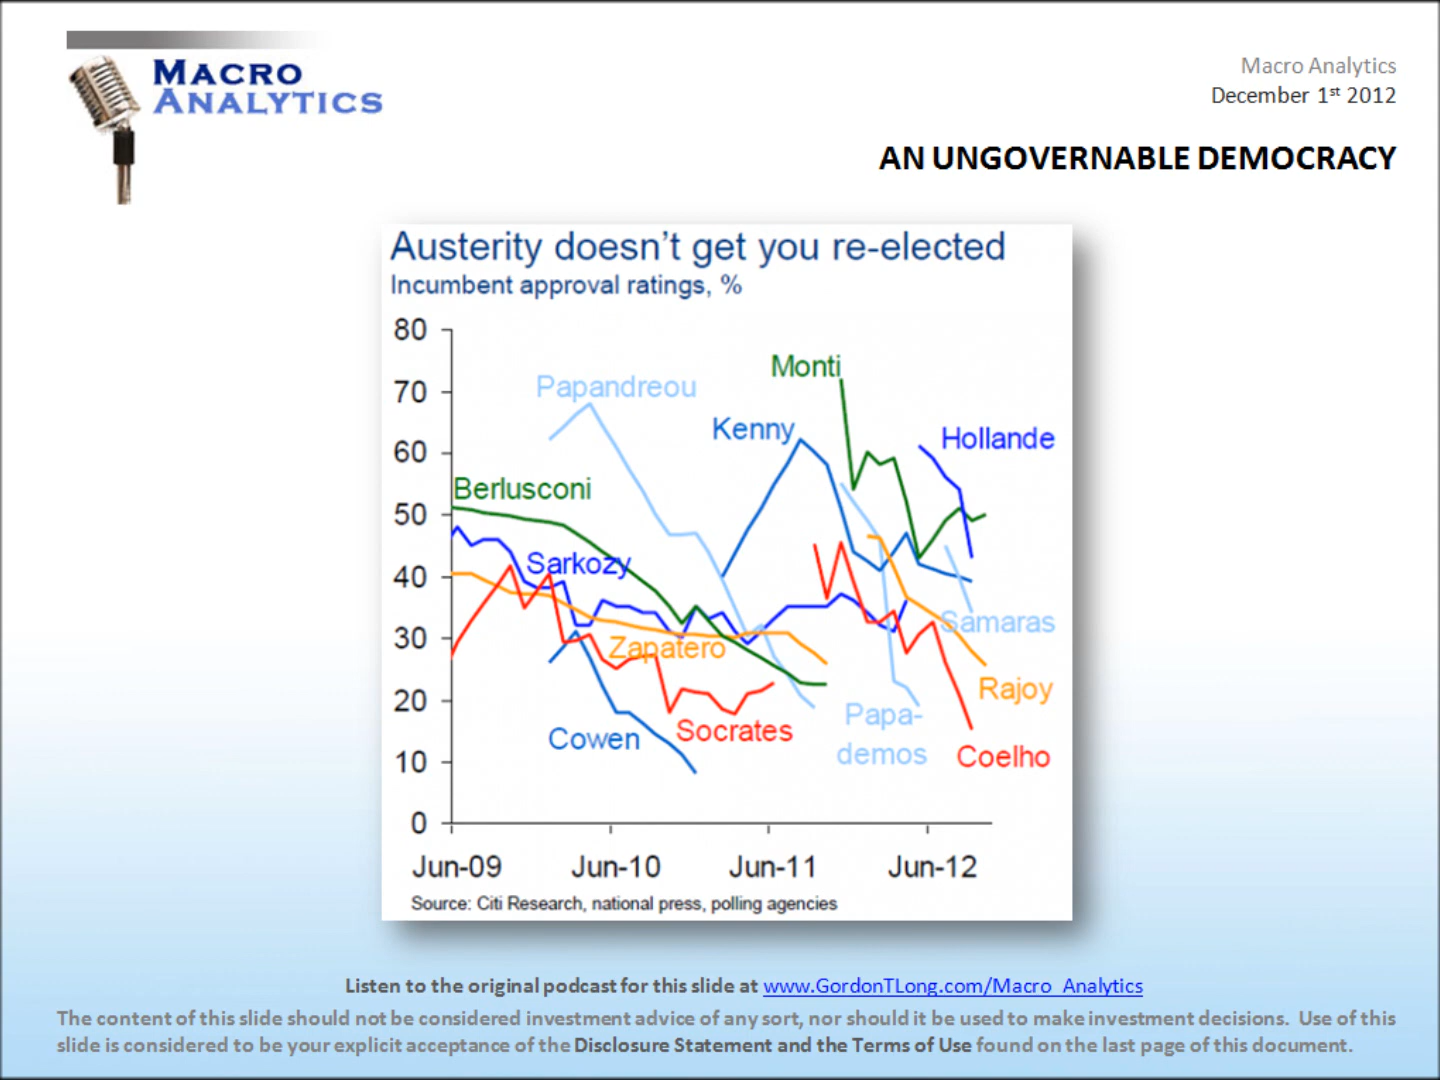 MACRO
ANALYTICS
Macro Analytics
December 1st 2012
AN UNGOVERNABLE DEMOCRACY
Austerity doesn't get you re-elected
Incumbent approval ratings, %
80
Monti
70
Papandreou
Kenny
Hollande
60
Berlusconi
50
Sarkozy
40
Samaras
30
Zapatero
Rajoy
20
Papa-
demos
Socrates
Cowen
Coelho
10
0
Jun-09 Jun-10 Jun-11 Jun-12
Source: Citi Research, national press, polling agencies
Listen to the original podcast for this slide at www.GordonTLong.com/Macro_Analytics
The content of this slide should not be considered investment advice of any sort, nor should it be used to make investment decisions. Use of this
slide is considered to be your explicit acceptance of the Disclosure Statement and the Terms of Use found on the last page of this document.